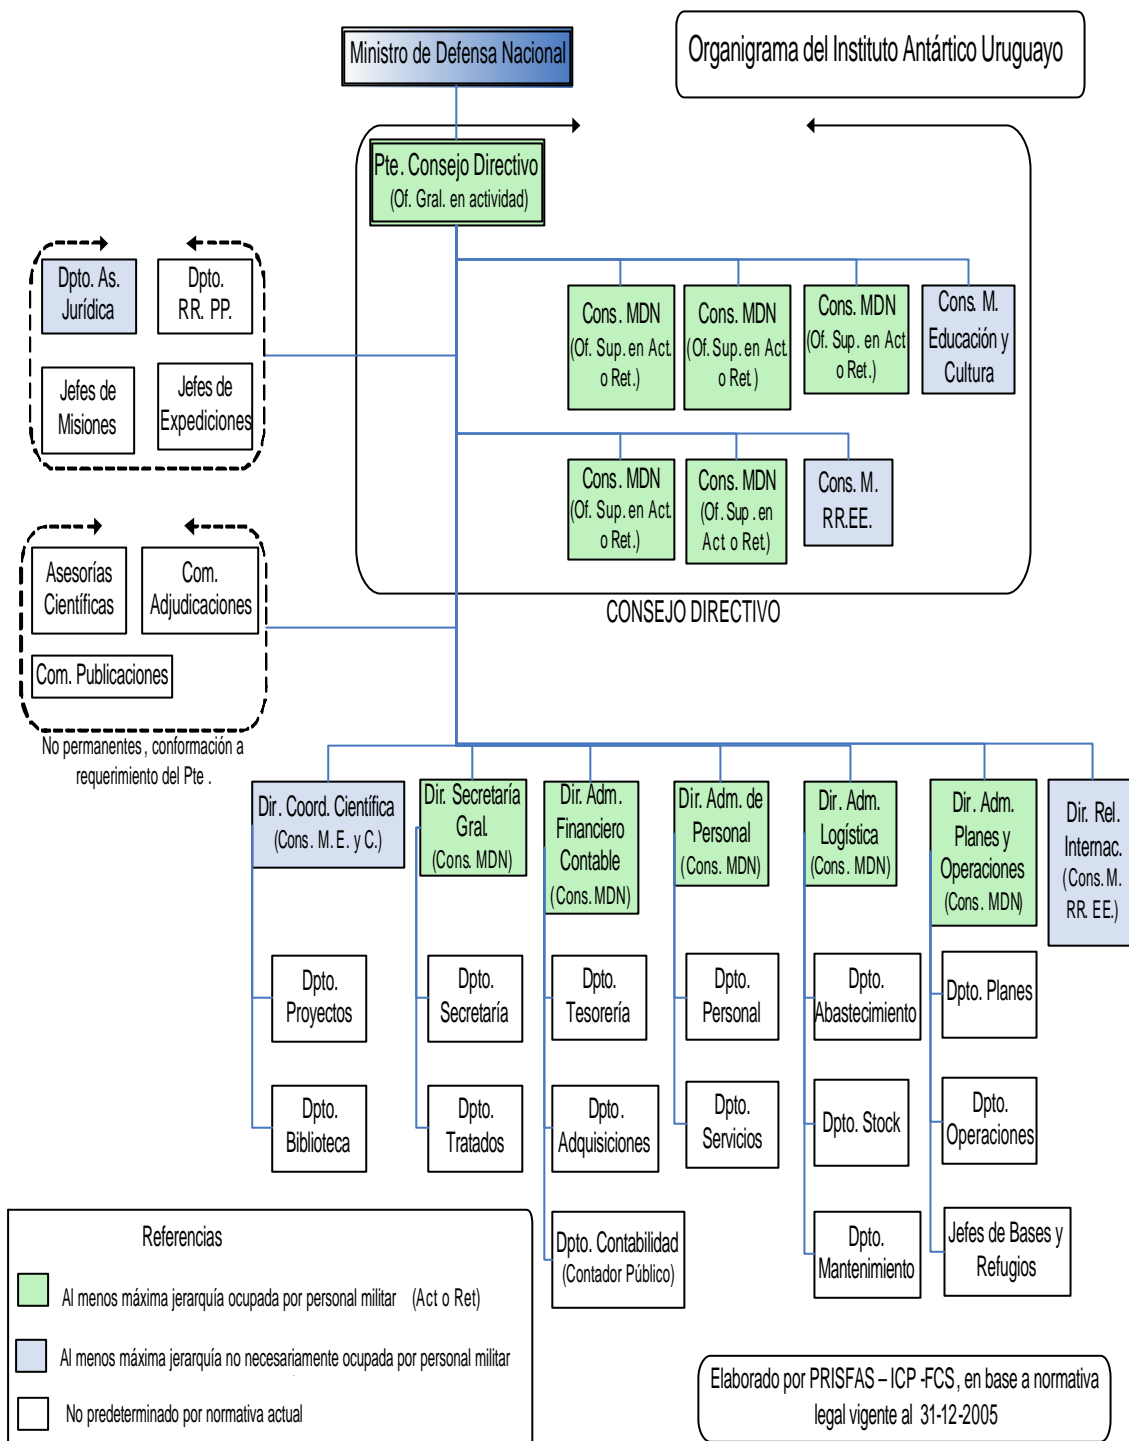 Ministro de Defensa Nacional
Organigrama del Instituto Antártico Uruguayo
Pte. Consejo Directivo
(Of. Gral. en actividad)
Dpto. As.
Jurídica
Dpto.
RR. PP.
Jefes de
Misiones
Jefes de
Expediciones
Cons. MDN
(Of. Sup. en Act.
o Ret.)
Cons. MDN
(Of. Sup. en Act.
o Ret.)
Cons. MDN
(Of. Sup. en Act
o Ret.)
Cons. M.
Educación y
Cultura
Cons. MDN
(Of. Sup. en Act.
o Ret.)
Cons. MDN
(Of. Sup. en
Act o Ret.)
Cons. M.
RR.EE.
CONSEJO DIRECTIVO
Asesorías
Científicas
Com.
Adjudicaciones
Com. Publicaciones
No permanentes, conformación a
requerimiento del Pte.
Dir. Coord. Científica
(Cons. M. E. y C.)
Dir. Secretaría
Gral.
(Cons. MDN)
Dir. Adm.
Financiero
Contable
(Cons. MDN)
Dir. Adm. de
Personal
(Cons. MDN)
Dir. Adm.
Logística
(Cons. MDN)
Dir. Adm.
Planes y
Operaciones
(Cons. MDN)
Dir. Rel.
Internac.
(Cons. M.
RR. EE.)
Dpto.
Proyectos
Dpto.
Secretaría
Dpto.
Tesorería
Dpto.
Personal
Dpto.
Abastecimiento
Dpto. Planes
Dpto.
Biblioteca
Dpto.
Tratados
Dpto.
Adquisiciones
Dpto.
Servicios
Dpto. Stock
Dpto.
Operaciones
Dpto. Contabilidad
(Contador Público)
Dpto.
Mantenimiento
Jefes de Bases y
Refugios
Referencias
Al menos máxima jerarquía ocupada por personal militar (Act o Ret)
Al menos máxima jerarquía no necesariamente ocupada por personal militar
No predeterminado por normativa actual
Elaborado por PRISFAS – ICP -FCS, en base a normativa
legal vigente al 31-12-2005